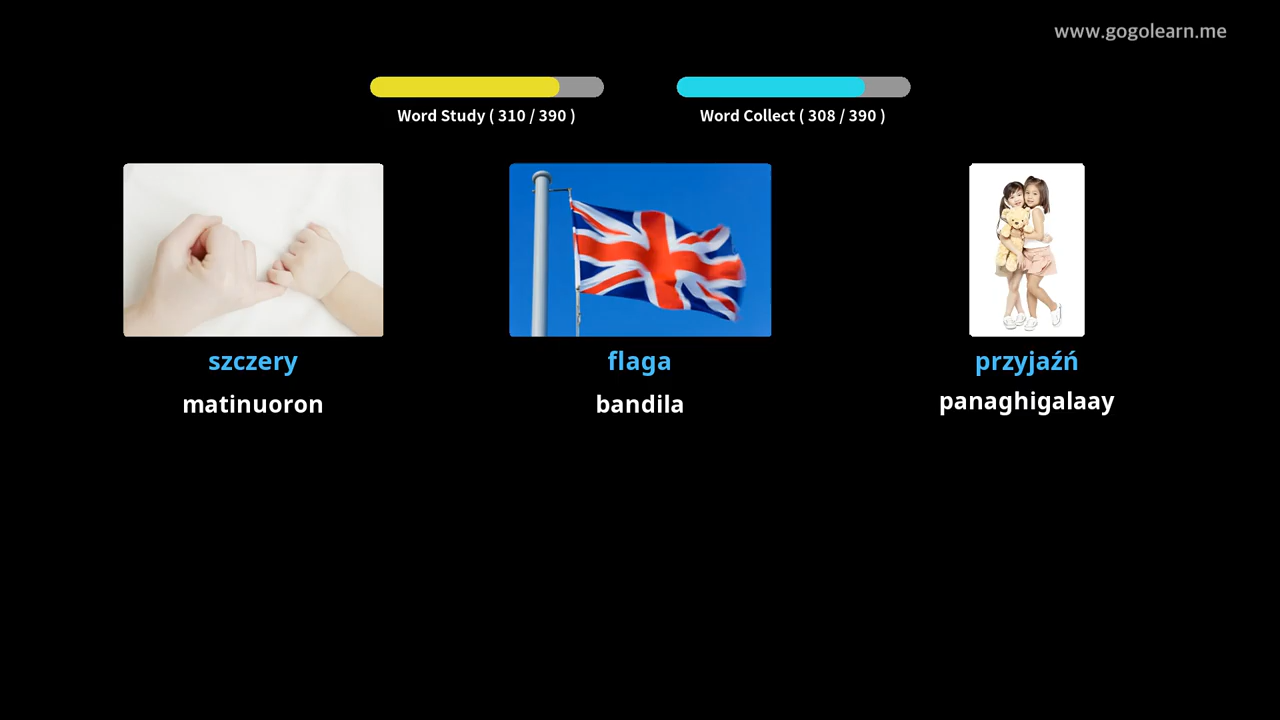 www.gogolearn.me
Word Study ( 310 / 390 )
Word Collect ( 308 / 390 )
szczery
flaga
przyjaźń
matinuoron
bandila
panaghigalaay